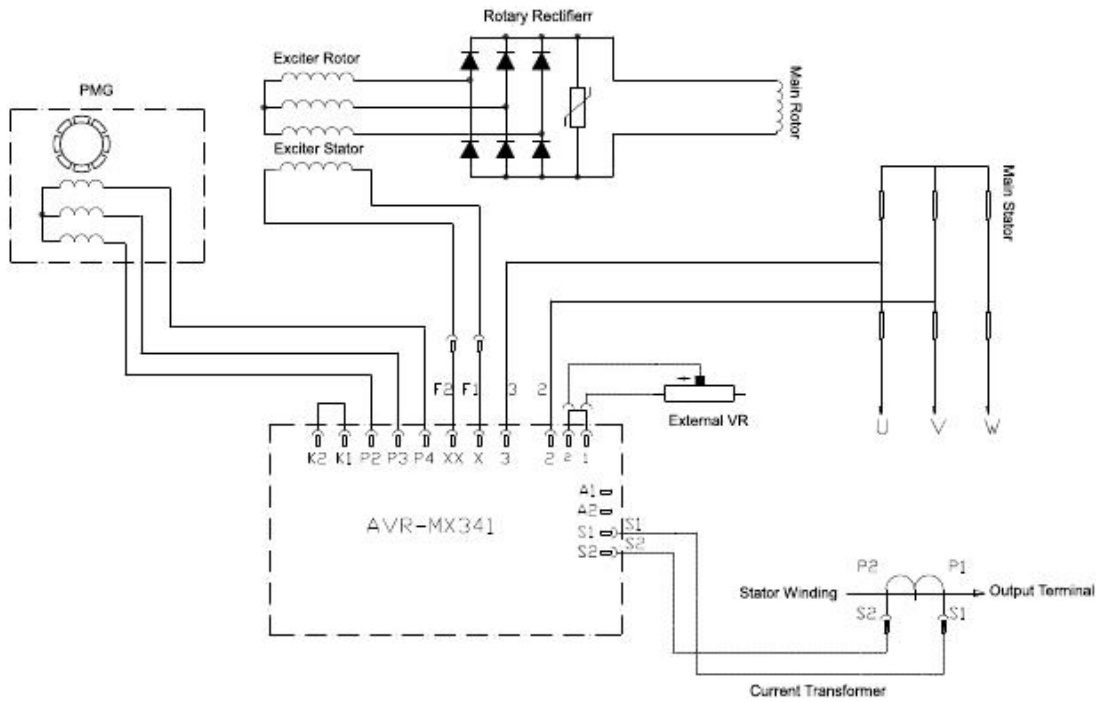 Rotary Rectifierr
Exciter Rotor
PMG
Main Rotor
Exciter Stator
Main Stator
F2 F1 3 2
External VR
U V W
K2 K1 P2 P3 P4 XX X 3 2 2 1
A1
A2
AVR-MX341
S1 S1
S2 S2
P2 P1
Stator Winding Output Terminal
S2 S1
Current Transformer